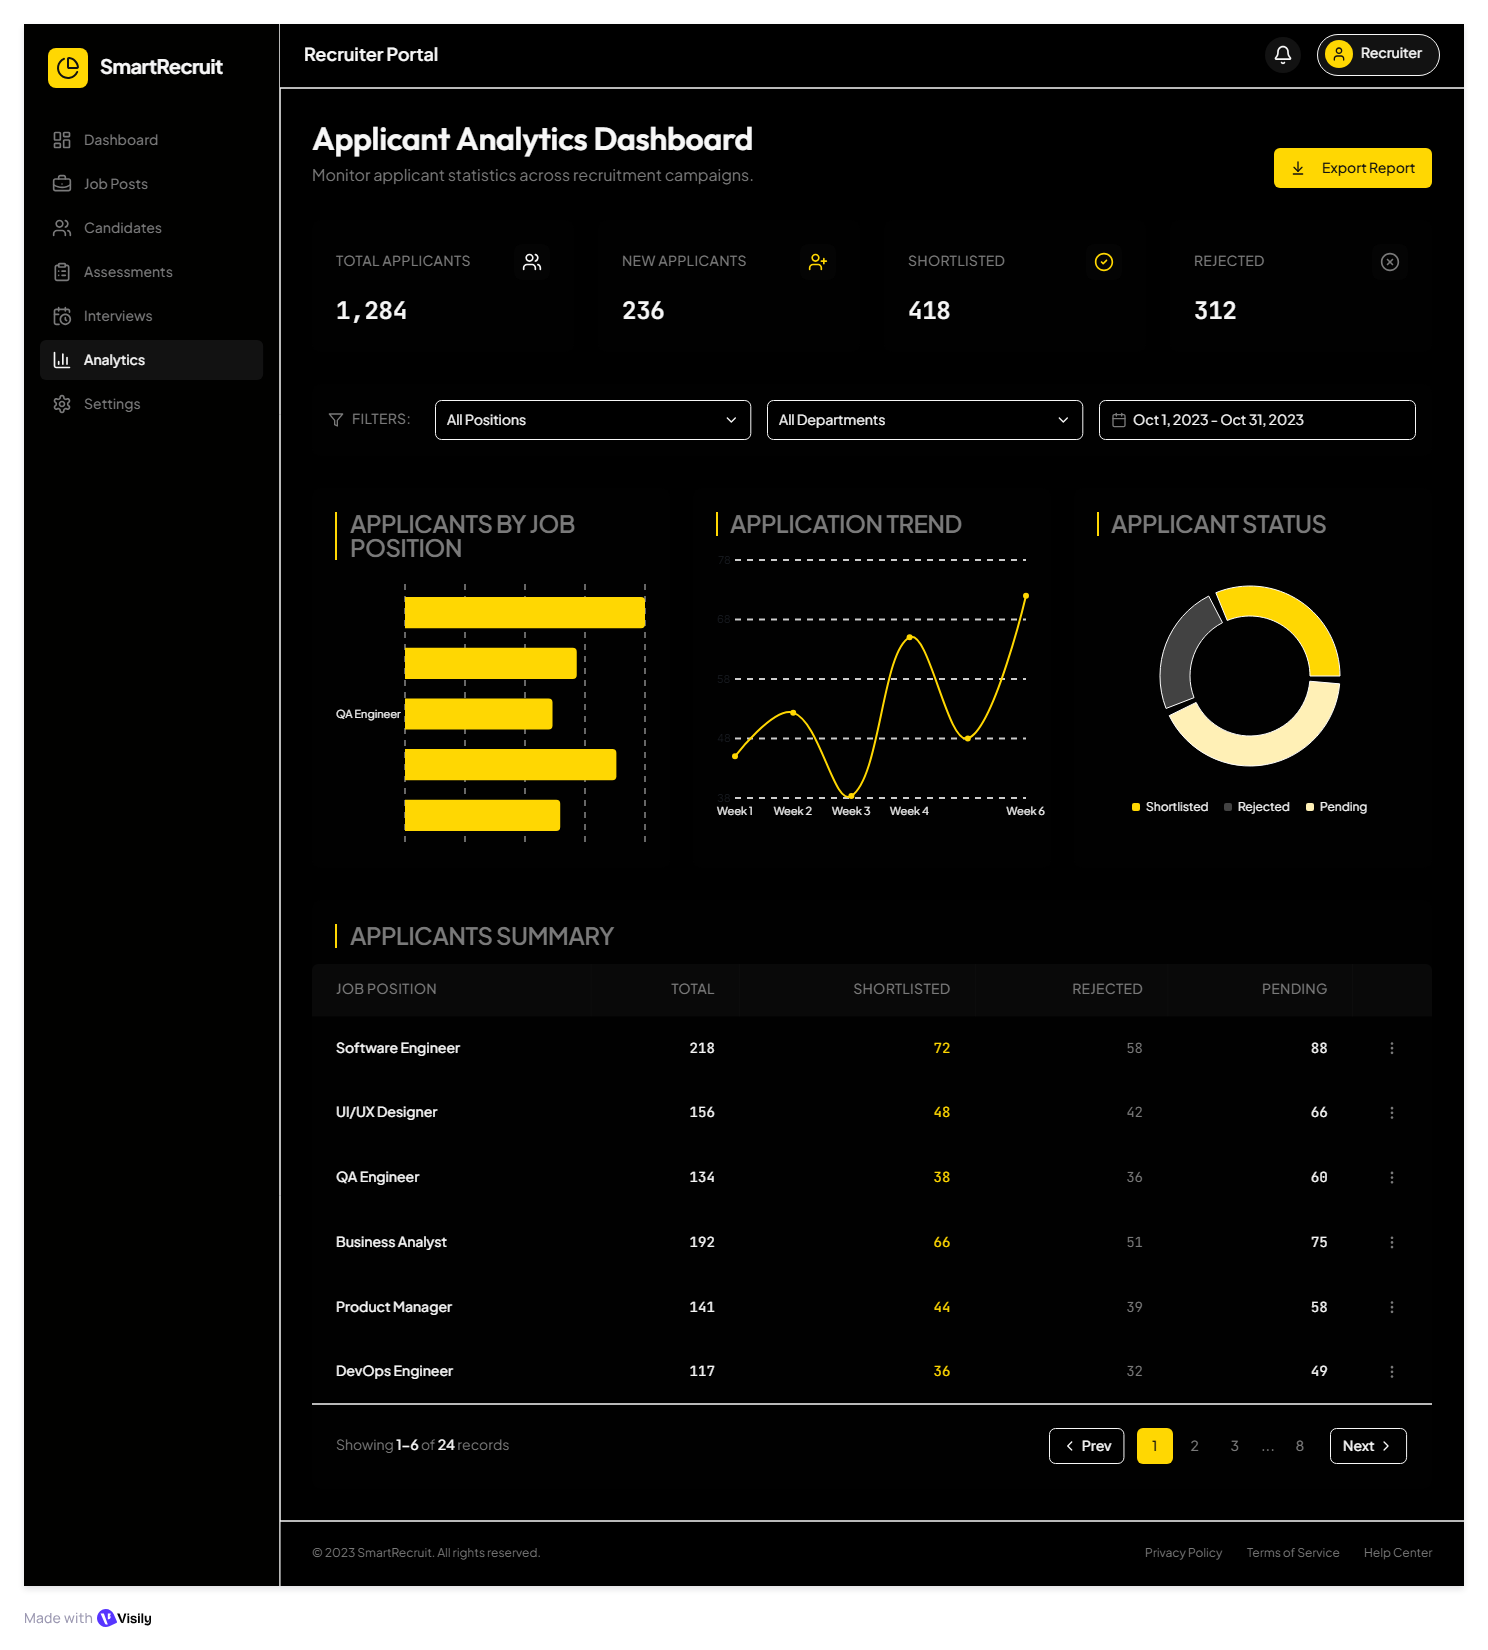 SmartRecruit
Recruiter Portal
Recruiter
Dashboard
Job Posts
Candidates
Assessments
Interviews
Analytics
Settings
Applicant Analytics Dashboard
Monitor applicant statistics across recruitment campaigns.
Export Report
TOTAL APPLICANTS
1,284
NEW APPLICANTS
236
SHORTLISTED
418
REJECTED
312
FILTERS:
All Positions
All Departments
Oct 1, 2023 - Oct 31, 2023
APPLICANTS BY JOB
POSITION
QA Engineer
APPLICATION TREND
78
68
58
48
38
Week 1 Week 2 Week 3 Week 4 Week 6
APPLICANT STATUS
Shortlisted Rejected Pending
APPLICANTS SUMMARY
JOB POSITION TOTAL SHORTLISTED REJECTED PENDING
Software Engineer 218 72 58 88
UI/UX Designer 156 48 42 66
QA Engineer 134 38 36 60
Business Analyst 192 66 51 75
Product Manager 141 44 39 58
DevOps Engineer 117 36 32 49
Showing 1–6 of 24 records
Prev 1 2 3 ... 8 Next
© 2023 SmartRecruit. All rights reserved.
Privacy Policy Terms of Service Help Center
Made with Visily